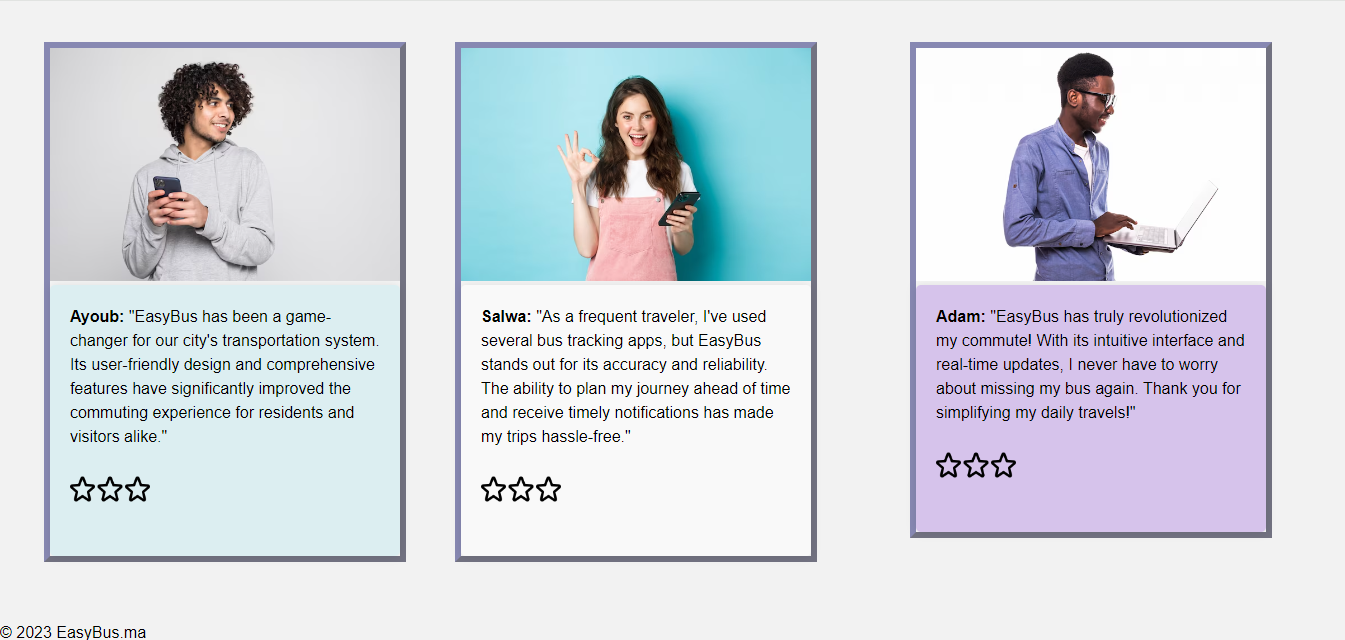 Ayoub: "EasyBus has been a game-
changer for our city's transportation system.
Its user-friendly design and comprehensive
features have significantly improved the
commuting experience for residents and
visitors alike."
Salwa: "As a frequent traveler, I've used
several bus tracking apps, but EasyBus
stands out for its accuracy and reliability.
The ability to plan my journey ahead of time
and receive timely notifications has made
my trips hassle-free."
Adam: "EasyBus has truly revolutionized
my commute! With its intuitive interface and
real-time updates, I never have to worry
about missing my bus again. Thank you for
simplifying my daily travels!"
© 2023 EasyBus.ma